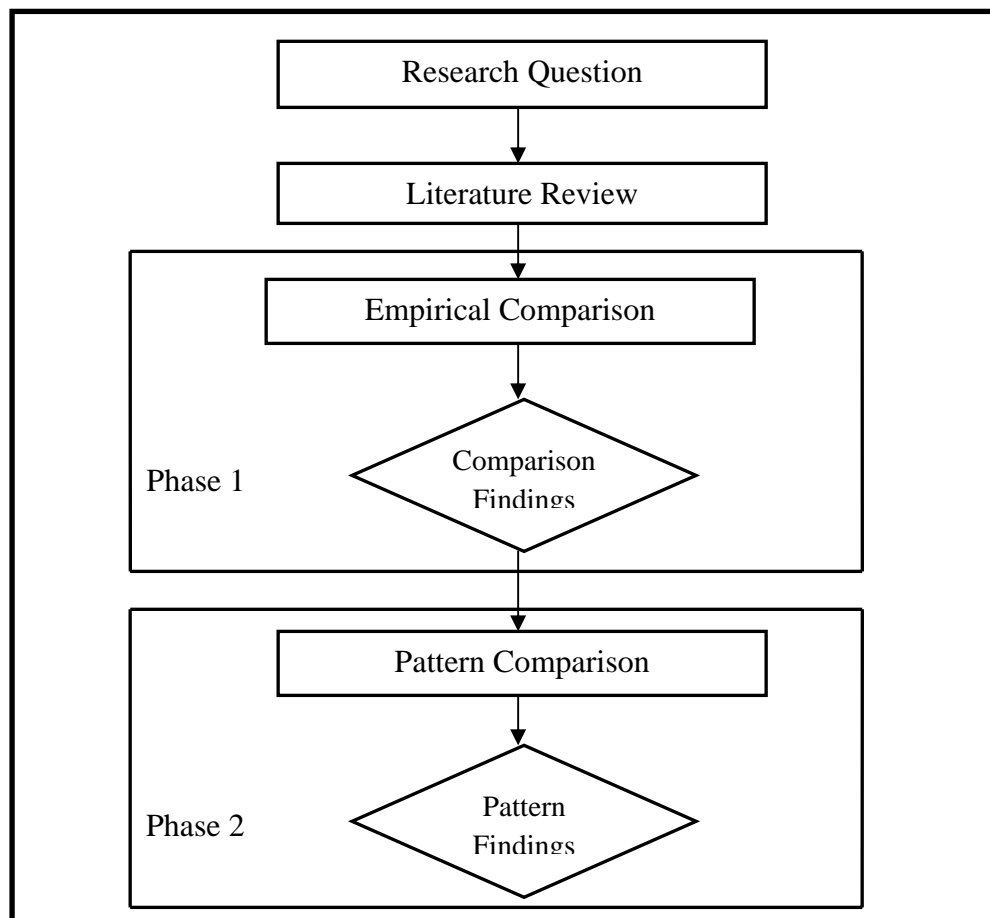 Research Question
Literature Review
Empirical Comparison
Comparison
Findings
Phase 1
Pattern Comparison
Pattern
Findings
Phase 2